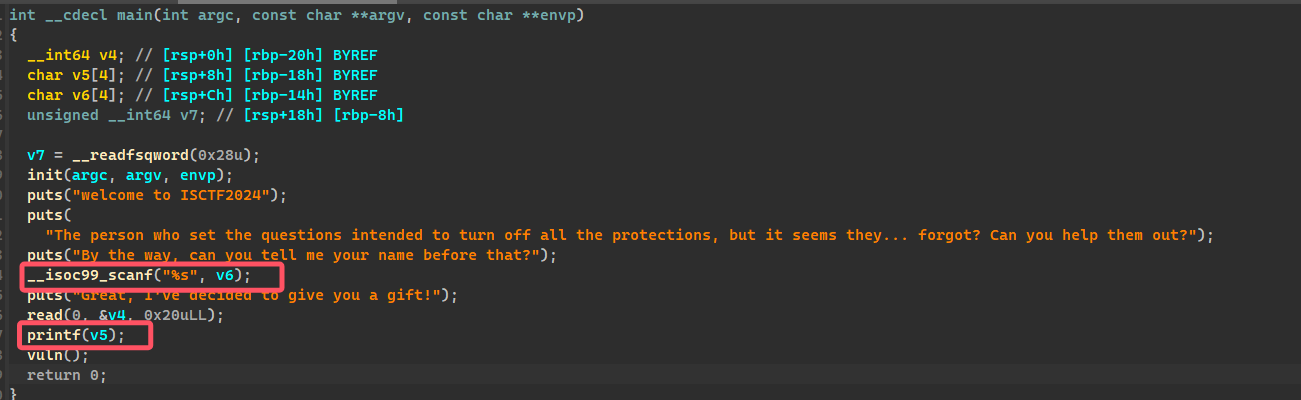 int __cdecl main(int argc, const char **argv, const char **envp)
{
__int64 v4; // [rsp+0h] [rbp-20h] BYREF
char v5[4]; // [rsp+8h] [rbp-18h] BYREF
char v6[4]; // [rsp+Ch] [rbp-14h] BYREF
unsigned __int64 v7; // [rsp+18h] [rbp-8h]
v7 = __readfsqword(0x28u);
init(argc, argv, envp);
puts("welcome to ISCTF2024");
puts(
"The person who set the questions intended to turn off all the protections, but it seems they... forgot? Can you help them out?");
puts("By the way, can you tell me your name before that?");
__isoc99_scanf("%s", v6);
puts("Great, I've decided to give you a gift!");
read(0, &v4, 0x20uLL);
printf(v5);
vuln();
return 0;
}